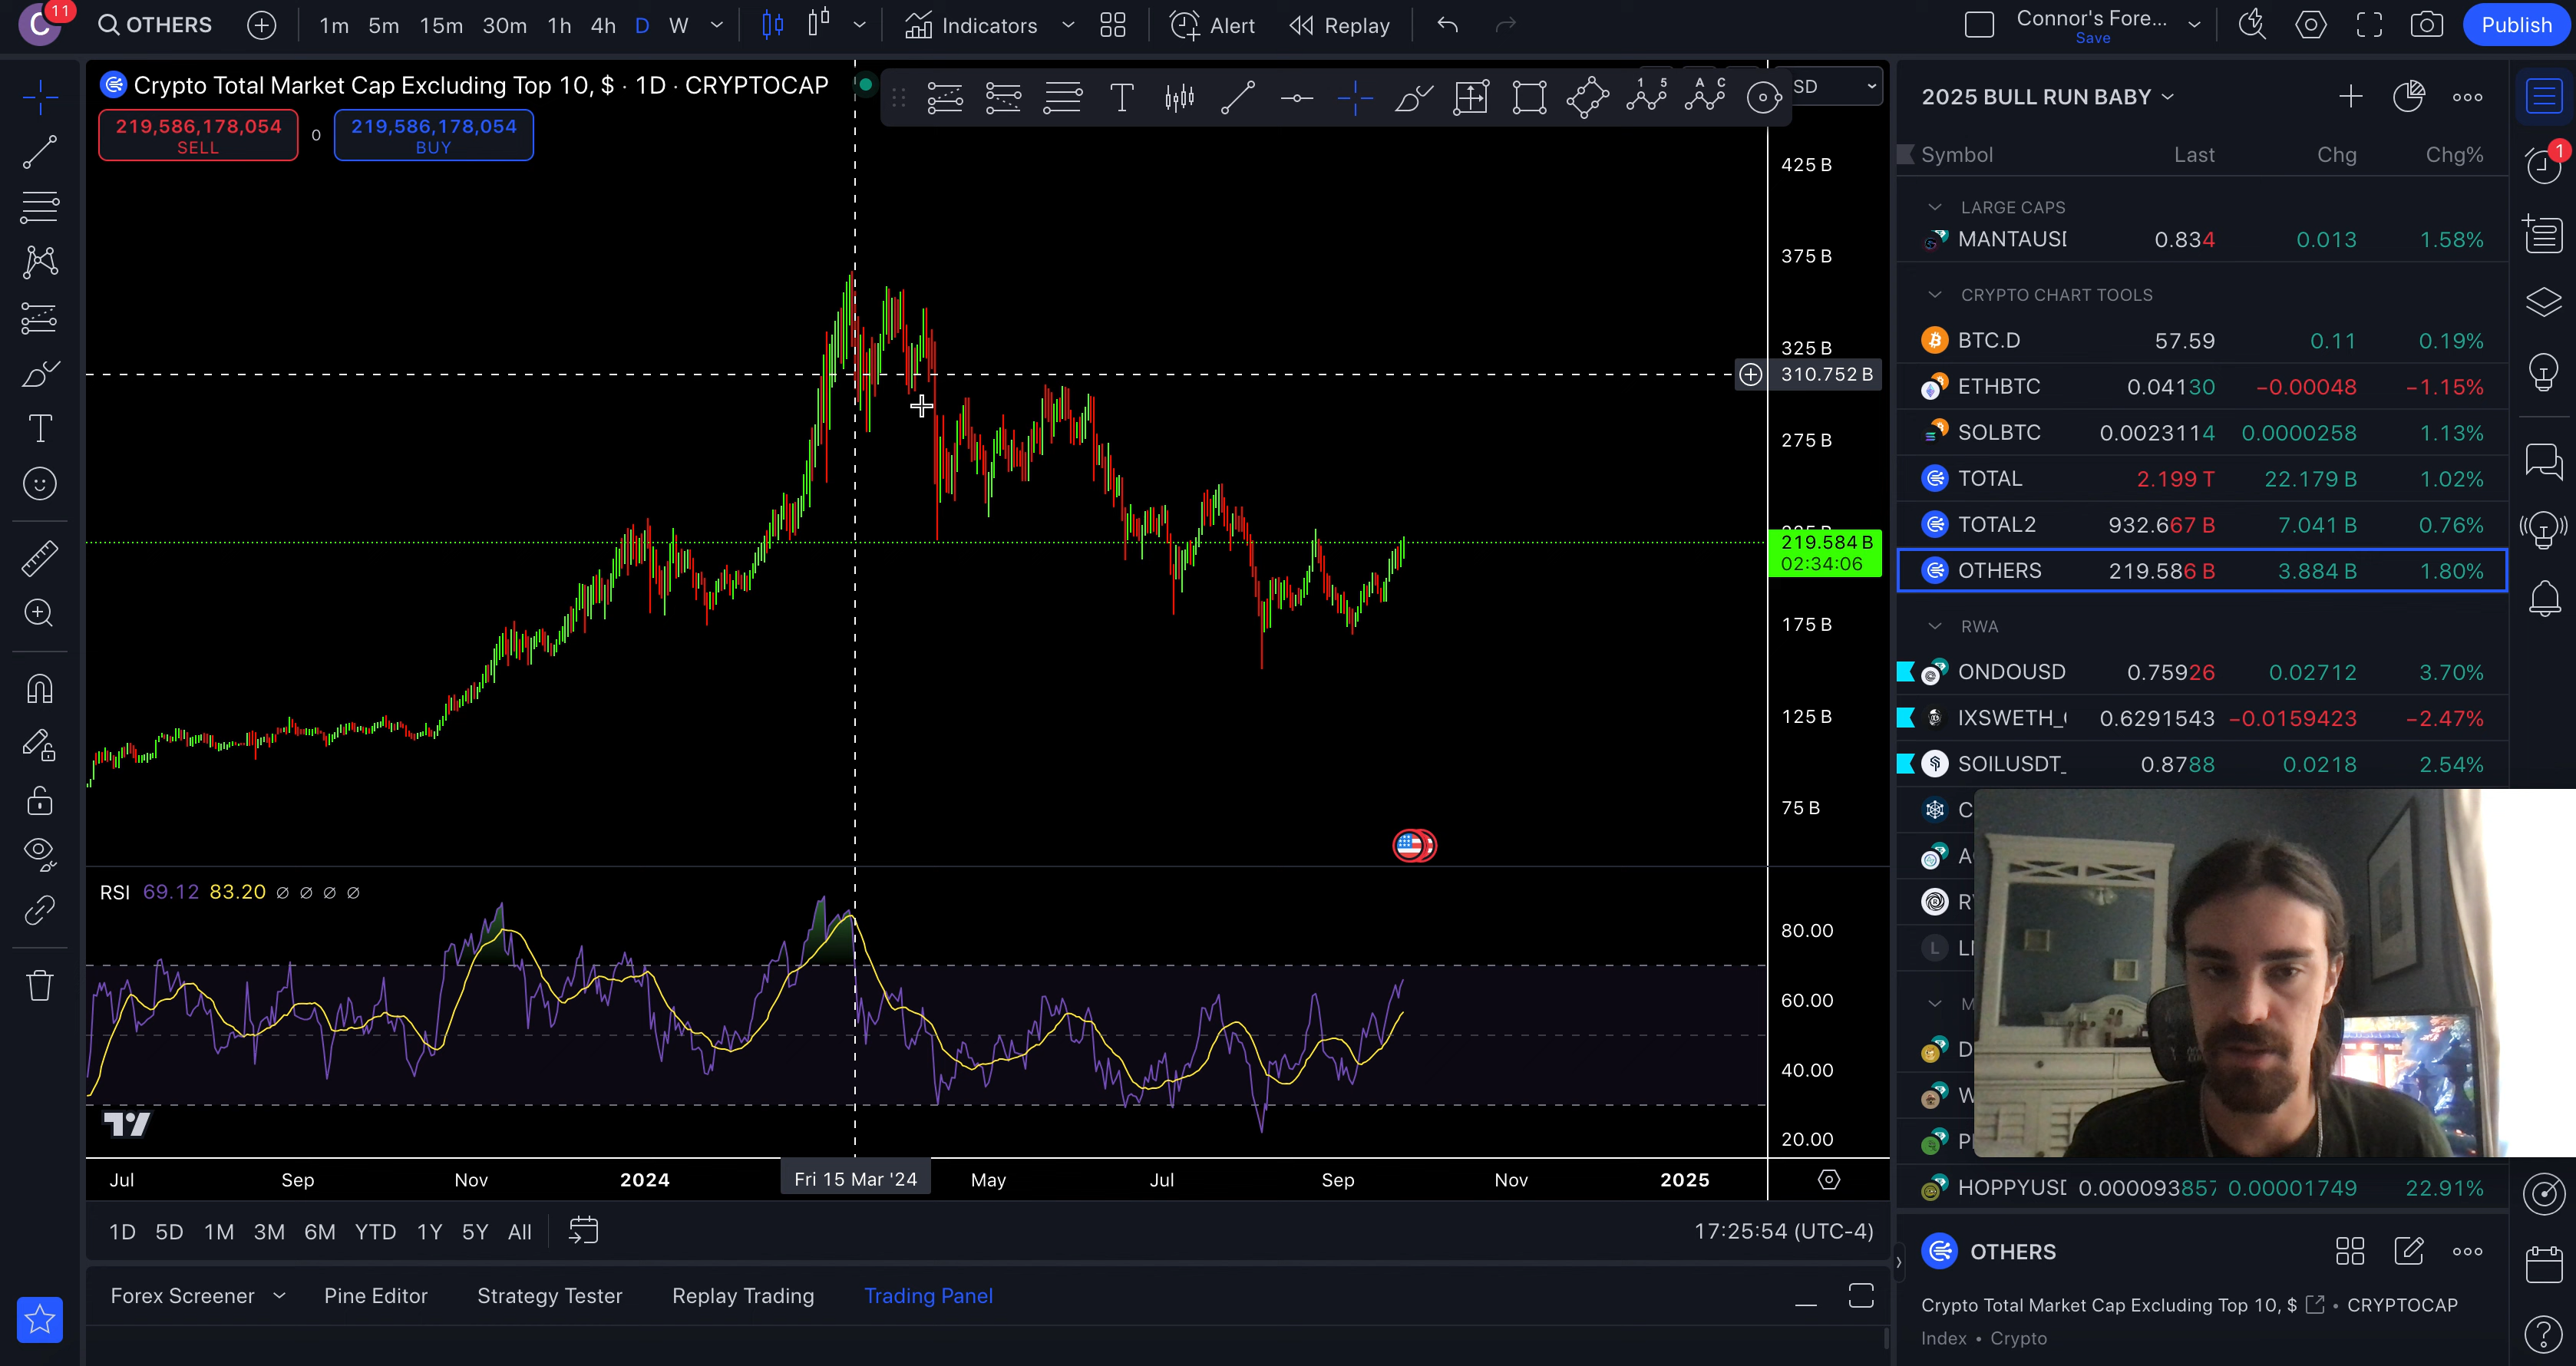 C 11 OTHERS 1m 5m 15m 30m 1h 4h D W Indicators Alert Replay Connor's Fore... Save Publish
Crypto Total Market Cap Excluding Top 10, $ · 1D · CRYPTOCAP
219,586,178,054 SELL 0 219,586,178,054 BUY
T 1 5 A C SD
425 B
375 B
325 B
310.752 B
275 B
219.584 B
02:34:06
175 B
125 B
75 B
RSI 69.12 83.20 ∅ ∅ ∅ ∅
80.00
60.00
40.00
20.00
Jul Sep Nov 2024 Fri 15 Mar '24 May Jul Sep Nov 2025
1D 5D 1M 3M 6M YTD 1Y 5Y All 17:25:54 (UTC-4)
Forex Screener Pine Editor Strategy Tester Replay Trading Trading Panel
2025 BULL RUN BABY
Symbol Last Chg Chg%
LARGE CAPS
MANTAUSD 0.834 0.013 1.58%
CRYPTO CHART TOOLS
BTC.D 57.59 0.11 0.19%
ETHBTC 0.04130 −0.00048 −1.15%
SOLBTC 0.0023114 0.0000258 1.13%
TOTAL 2.199 T 22.179 B 1.02%
TOTAL2 932.667 B 7.041 B 0.76%
OTHERS 219.586 B 3.884 B 1.80%
RWA
ONDOUSD 0.75926 0.02712 3.70%
IXSWETH_ 0.6291543 −0.0159423 −2.47%
SOILUSDT_ 0.8788 0.0218 2.54%
C
A
R
L LI
M
D
W
P
HOPPYUSD 0.000093857 0.00001749 22.91%
OTHERS
Crypto Total Market Cap Excluding Top 10, $ • CRYPTOCAP
Index • Crypto
1